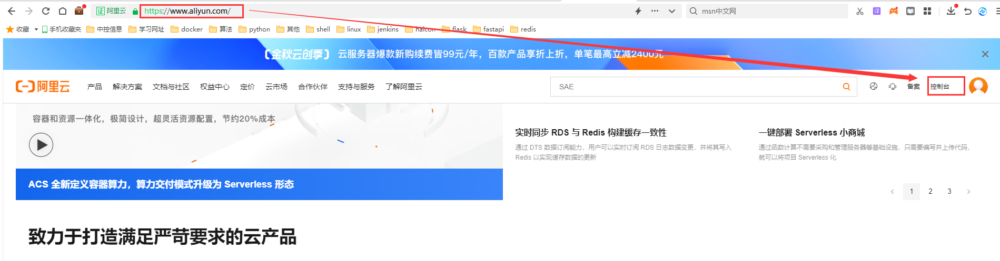 证 阿里云 https://www.aliyun.com/ msn中文网 译
收藏 手机收藏夹 中控信息 学习网址 docker 算法 python 其他 shell linux jenkins halcon flask fastapi redis
【金秋云创季】 云服务器爆款新购续费皆99元/年，百款产品享折上折，单笔最高立减2400元
阿里云 产品 解决方案 文档与社区 权益中心 定价 云市场 合作伙伴 支持与服务 了解阿里云 SAE 备案 控制台
容器和资源一体化，极简设计，超灵活资源配置，节约20%成本
ACS 全新定义容器算力，算力交付模式升级为 Serverless 形态
实时同步 RDS 与 Redis 构建缓存一致性
通过 DTS 数据订阅能力，用户可以实时订阅 RDS 日志数据变更，并将其写入
Redis 以实现缓存数据的更新
一键部署 Serverless 小商城
通过函数计算不需要采购和管理服务器等基础设施，只需要编写并上传代码，
就可以将项目 Serverless 化
1 2 3
致力于打造满足严苛要求的云产品